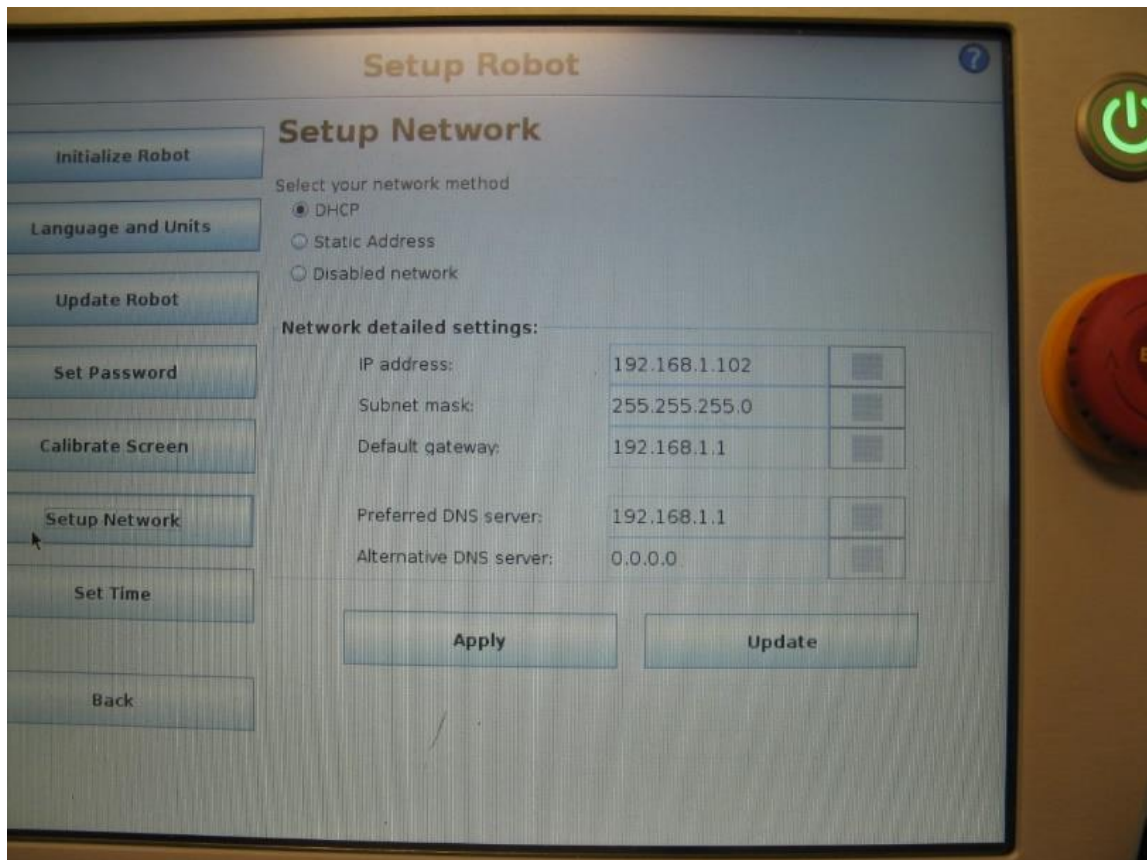 Setup Robot
?
Initialize Robot
Language and Units
Update Robot
Set Password
Calibrate Screen
Setup Network
Set Time
Back
Setup Network
Select your network method
DHCP
Static Address
Disabled network
Network detailed settings:
IP address: 192.168.1.102
Subnet mask: 255.255.255.0
Default gateway: 192.168.1.1
Preferred DNS server: 192.168.1.1
Alternative DNS server: 0.0.0.0
Apply Update